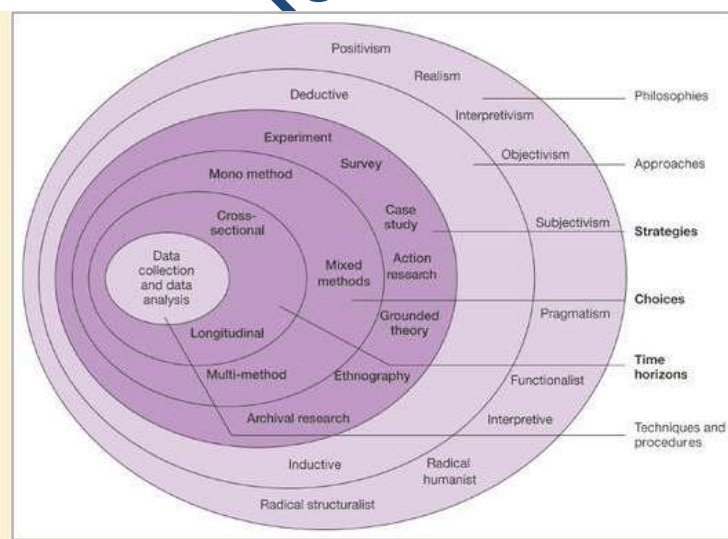 Positivism
Realism
Deductive
Philosophies
Interpretivism
Experiment
Objectivism
Survey
Approaches
Mono method
Case
study
Cross-
sectional
Subjectivism
Strategies
Data
collection
and data
analysis
Mixed
methods
Action
research
Choices
Grounded
theory
Pragmatism
Longitudinal
Time
horizons
Multi-method
Ethnography
Functionalist
Archival research
Interpretive
Techniques and
procedures
Inductive
Radical
humanist
Radical structuralist